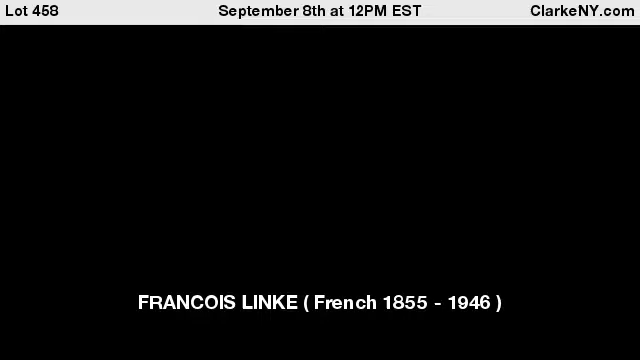 Lot 458 September 8th at 12PM EST ClarkeNY.com
FRANCOIS LINKE ( French 1855 - 1946 )